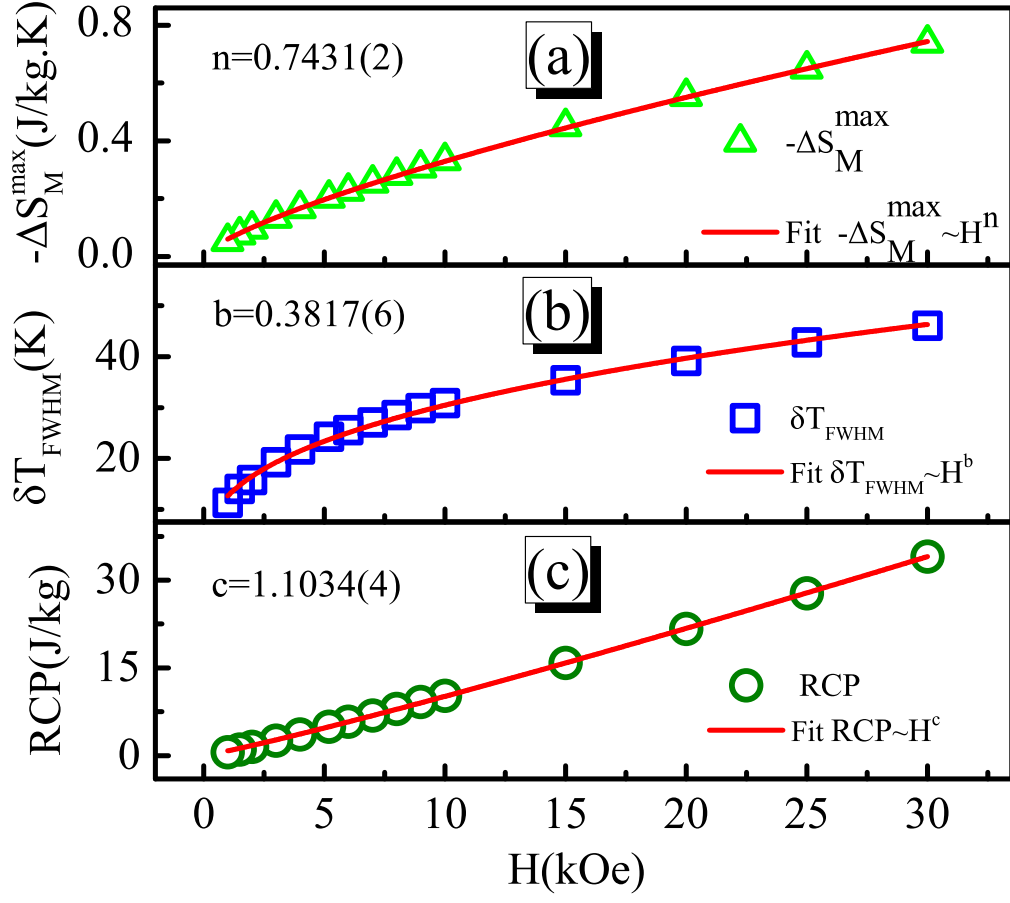 -ΔS_M^max(J/kg.K)
0.8
0.4
0.0
n=0.7431(2)
(a)
-ΔS_M^max
Fit -ΔS_M^max~H^n
δT_FWHM(K)
40
20
b=0.3817(6)
(b)
δT_FWHM
Fit δT_FWHM~H^b
RCP(J/kg)
30
15
0
c=1.1034(4)
(c)
RCP
Fit RCP~H^c
0 5 10 15 20 25 30
H(kOe)